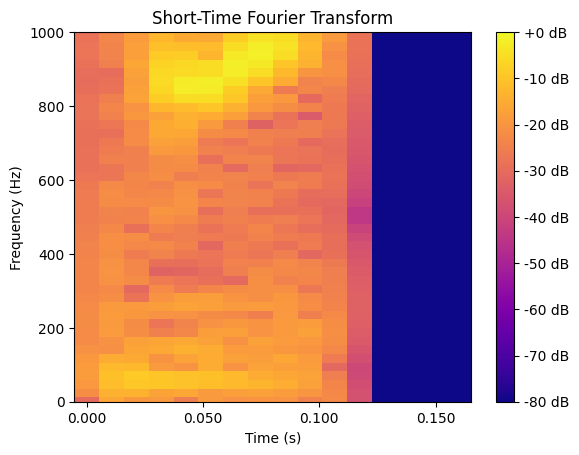 Short-Time Fourier Transform
1000
800
600
400
200
0
Frequency (Hz)
0.000
0.050
0.100
0.150
Time (s)
+0 dB
-10 dB
-20 dB
-30 dB
-40 dB
-50 dB
-60 dB
-70 dB
-80 dB